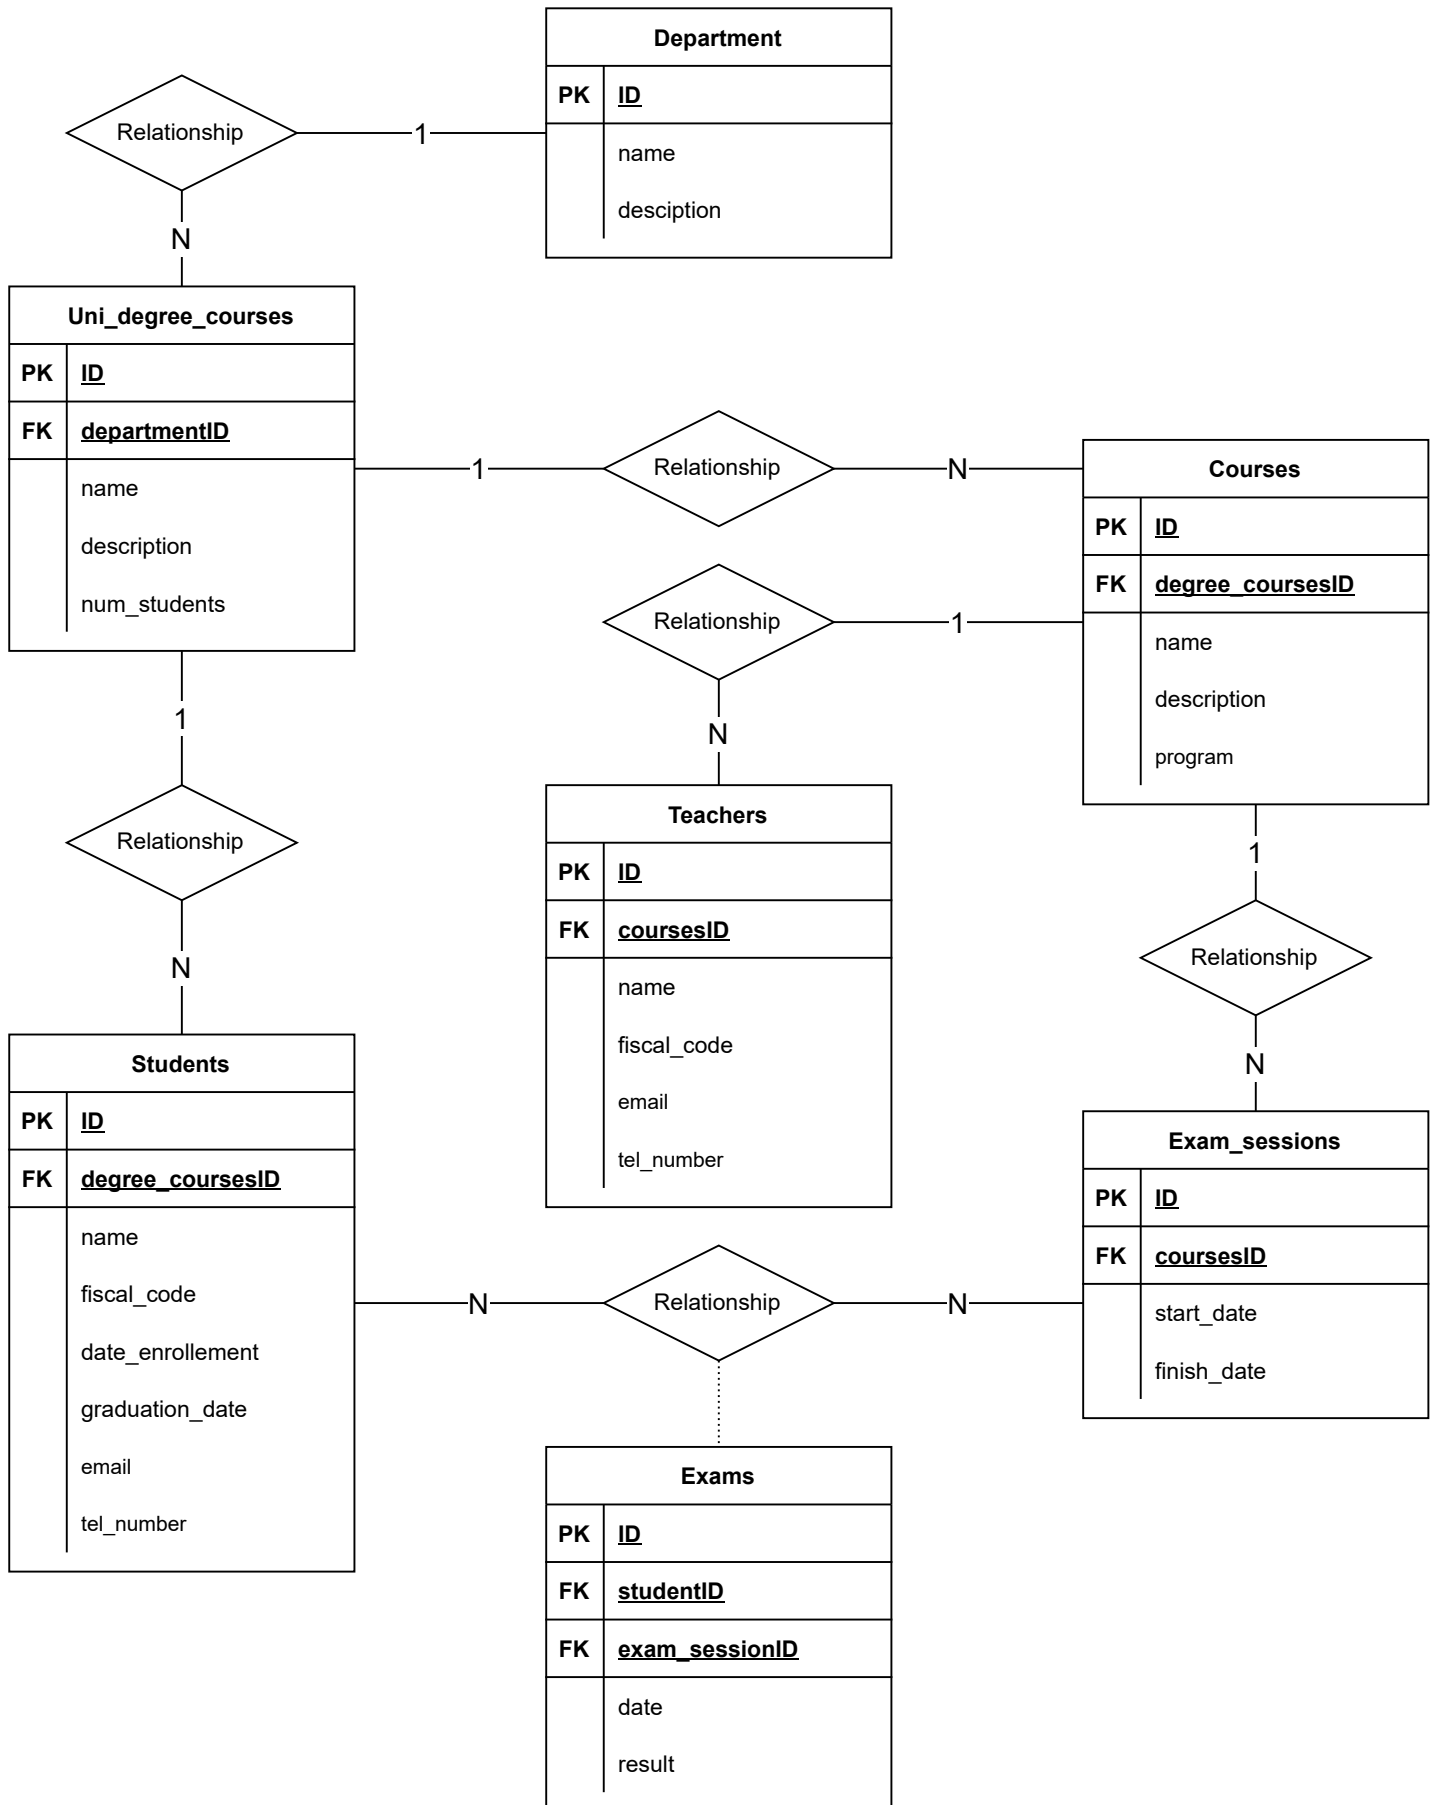 Department
PK ID
name
desciption
Relationship
1
N
Uni_degree_courses
PK ID
FK departmentID
name
description
num_students
1
Relationship
N
Courses
PK ID
FK degree_coursesID
name
description
program
Relationship
1
N
Teachers
PK ID
FK coursesID
name
fiscal_code
email
tel_number
1
Relationship
N
1
Relationship
N
Students
PK ID
FK degree_coursesID
name
fiscal_code
date_enrollement
graduation_date
email
tel_number
Exam_sessions
PK ID
FK coursesID
start_date
finish_date
N
Relationship
N
Exams
PK ID
FK studentID
FK exam_sessionID
date
result